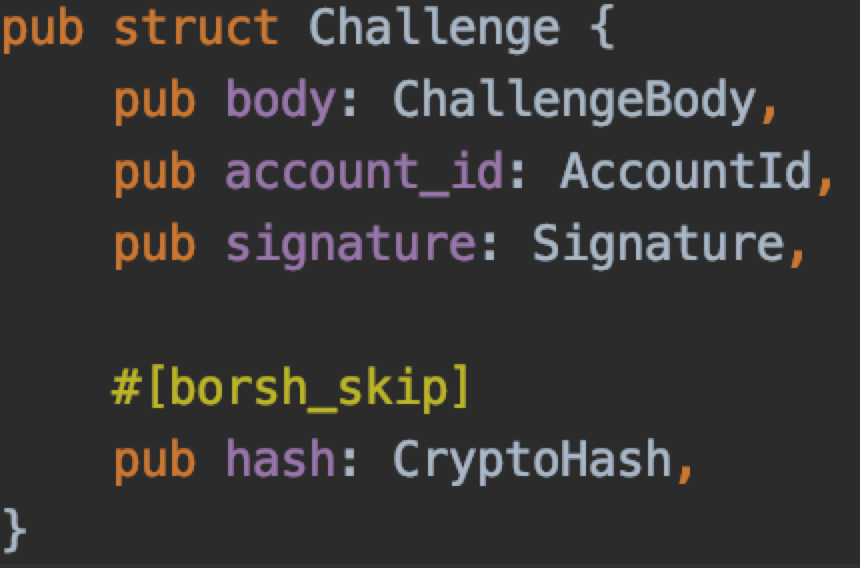 pub struct Challenge {
    pub body: ChallengeBody,
    pub account_id: AccountId,
    pub signature: Signature,

    #[borsh_skip]
    pub hash: CryptoHash,
}